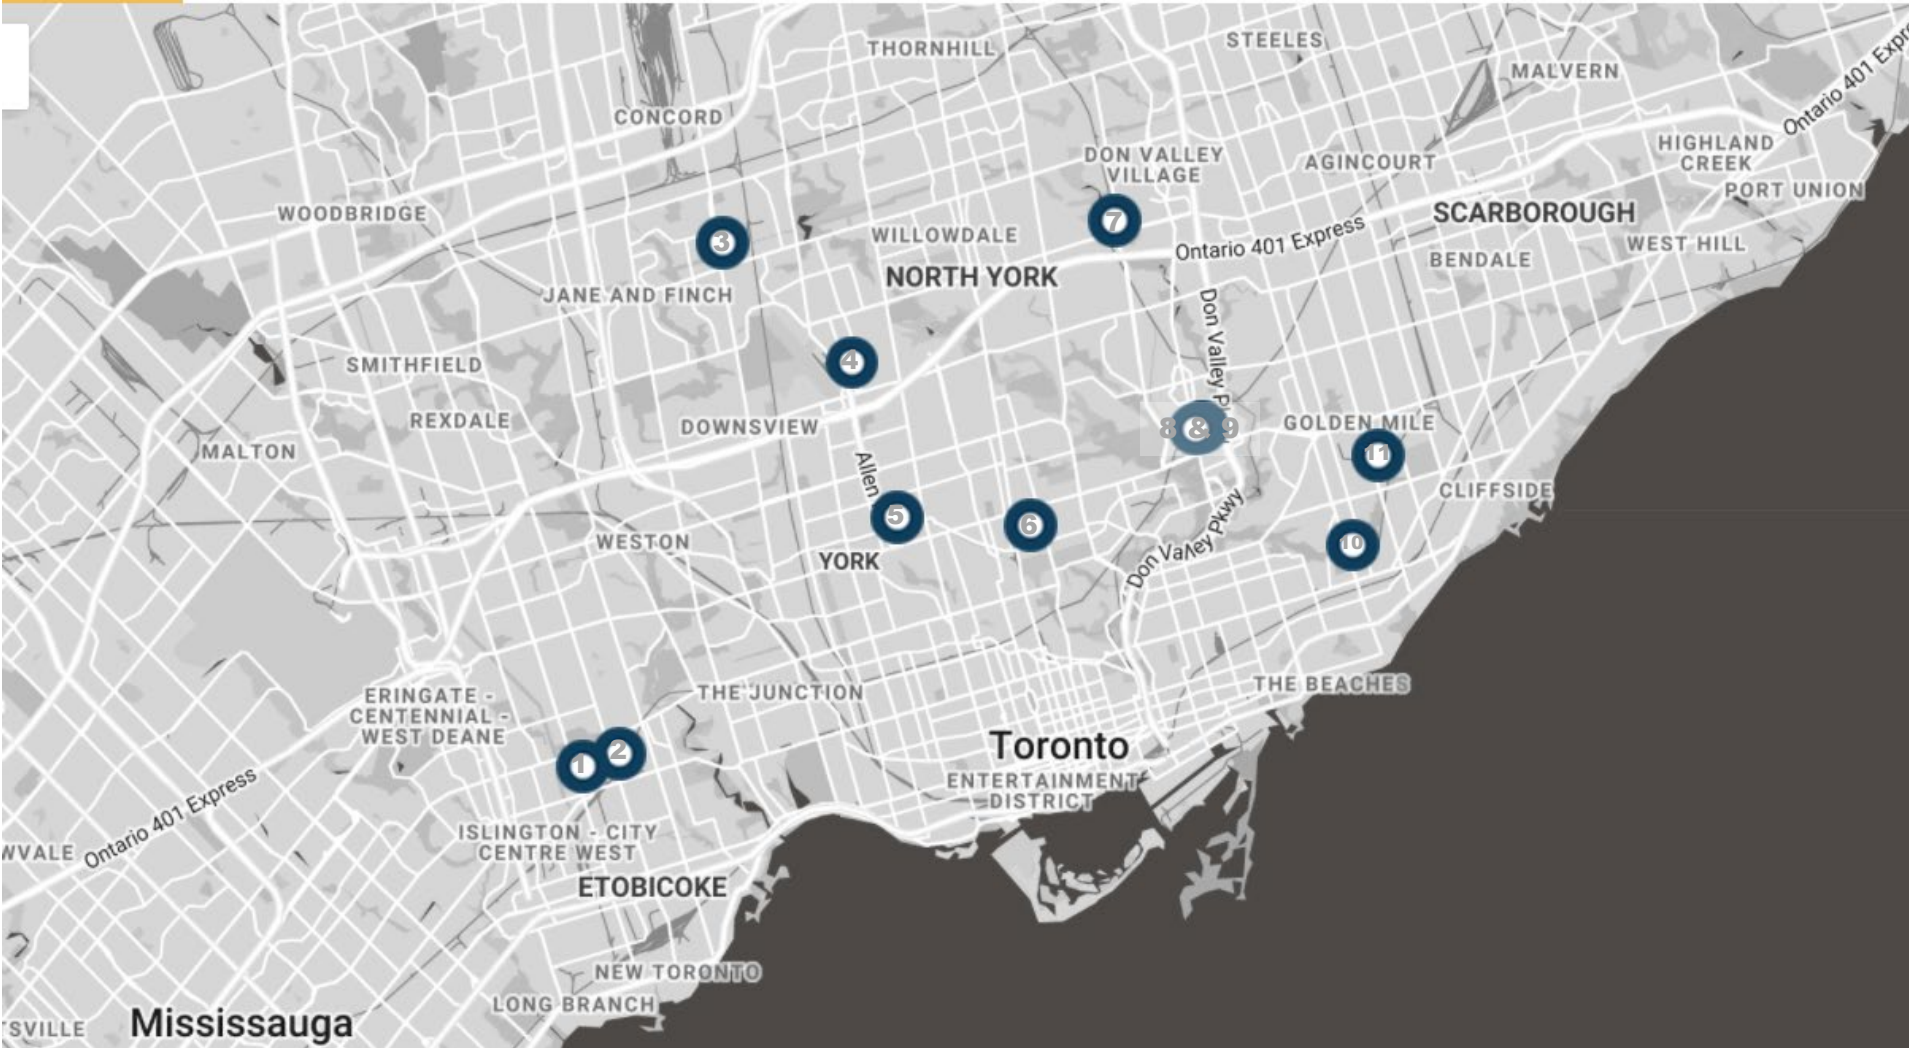 THORNHILL
STEELES
MALVERN
Ontario 401 Expr
CONCORD
DON VALLEY
VILLAGE
AGINCOURT
HIGHLAND
CREEK
PORT UNION
WOODBRIDGE
7
SCARBOROUGH
3
WILLOWDALE
Ontario 401 Express
WEST HILL
BENDALE
NORTH YORK
JANE AND FINCH
Don Valley P
4
SMITHFIELD
REXDALE
DOWNSVIEW
8 & 9
GOLDEN MILE
MALTON
11
Allen
CLIFFSIDE
5
6
WESTON
YORK
Don Valley Pkwy
10
THE BEACHES
ERINGATE -
CENTENNIAL -
WEST DEANE
THE JUNCTION
Toronto
1
2
ENTERTAINMENT
DISTRICT
Ontario 401 Express
WVALE
ISLINGTON - CITY
CENTRE WEST
ETOBICOKE
NEW TORONTO
LONG BRANCH
Mississauga
TSVILLE